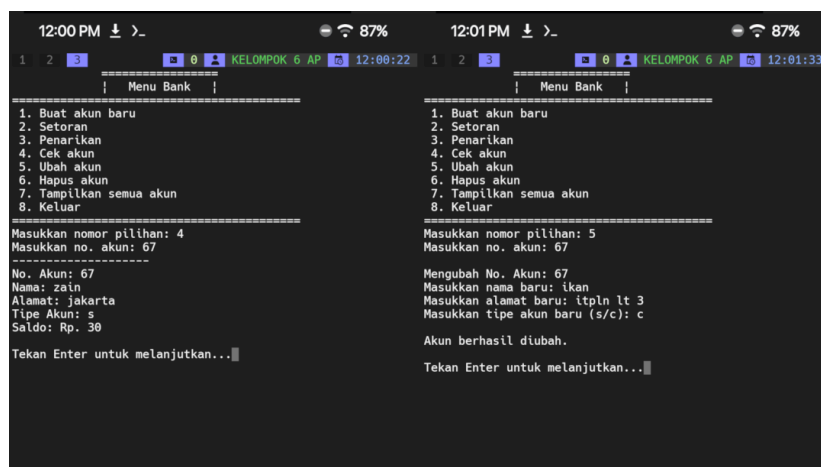 12:00 PM >_ 87%
1 2 3 0 KELOMPOK 6 AP 12:00:22
====================
¦ Menu Bank ¦
==========================================
1. Buat akun baru
2. Setoran
3. Penarikan
4. Cek akun
5. Ubah akun
6. Hapus akun
7. Tampilkan semua akun
8. Keluar
==========================================
Masukkan nomor pilihan: 4
Masukkan no. akun: 67
--------------------
No. Akun: 67
Nama: zain
Alamat: jakarta
Tipe Akun: s
Saldo: Rp. 30
Tekan Enter untuk melanjutkan...
12:01 PM >_ 87%
1 2 3 0 KELOMPOK 6 AP 12:01:33
====================
¦ Menu Bank ¦
==========================================
1. Buat akun baru
2. Setoran
3. Penarikan
4. Cek akun
5. Ubah akun
6. Hapus akun
7. Tampilkan semua akun
8. Keluar
==========================================
Masukkan nomor pilihan: 5
Masukkan no. akun: 67
Mengubah No. Akun: 67
Masukkan nama baru: ikan
Masukkan alamat baru: itpln lt 3
Masukkan tipe akun baru (s/c): c
Akun berhasil diubah.
Tekan Enter untuk melanjutkan...